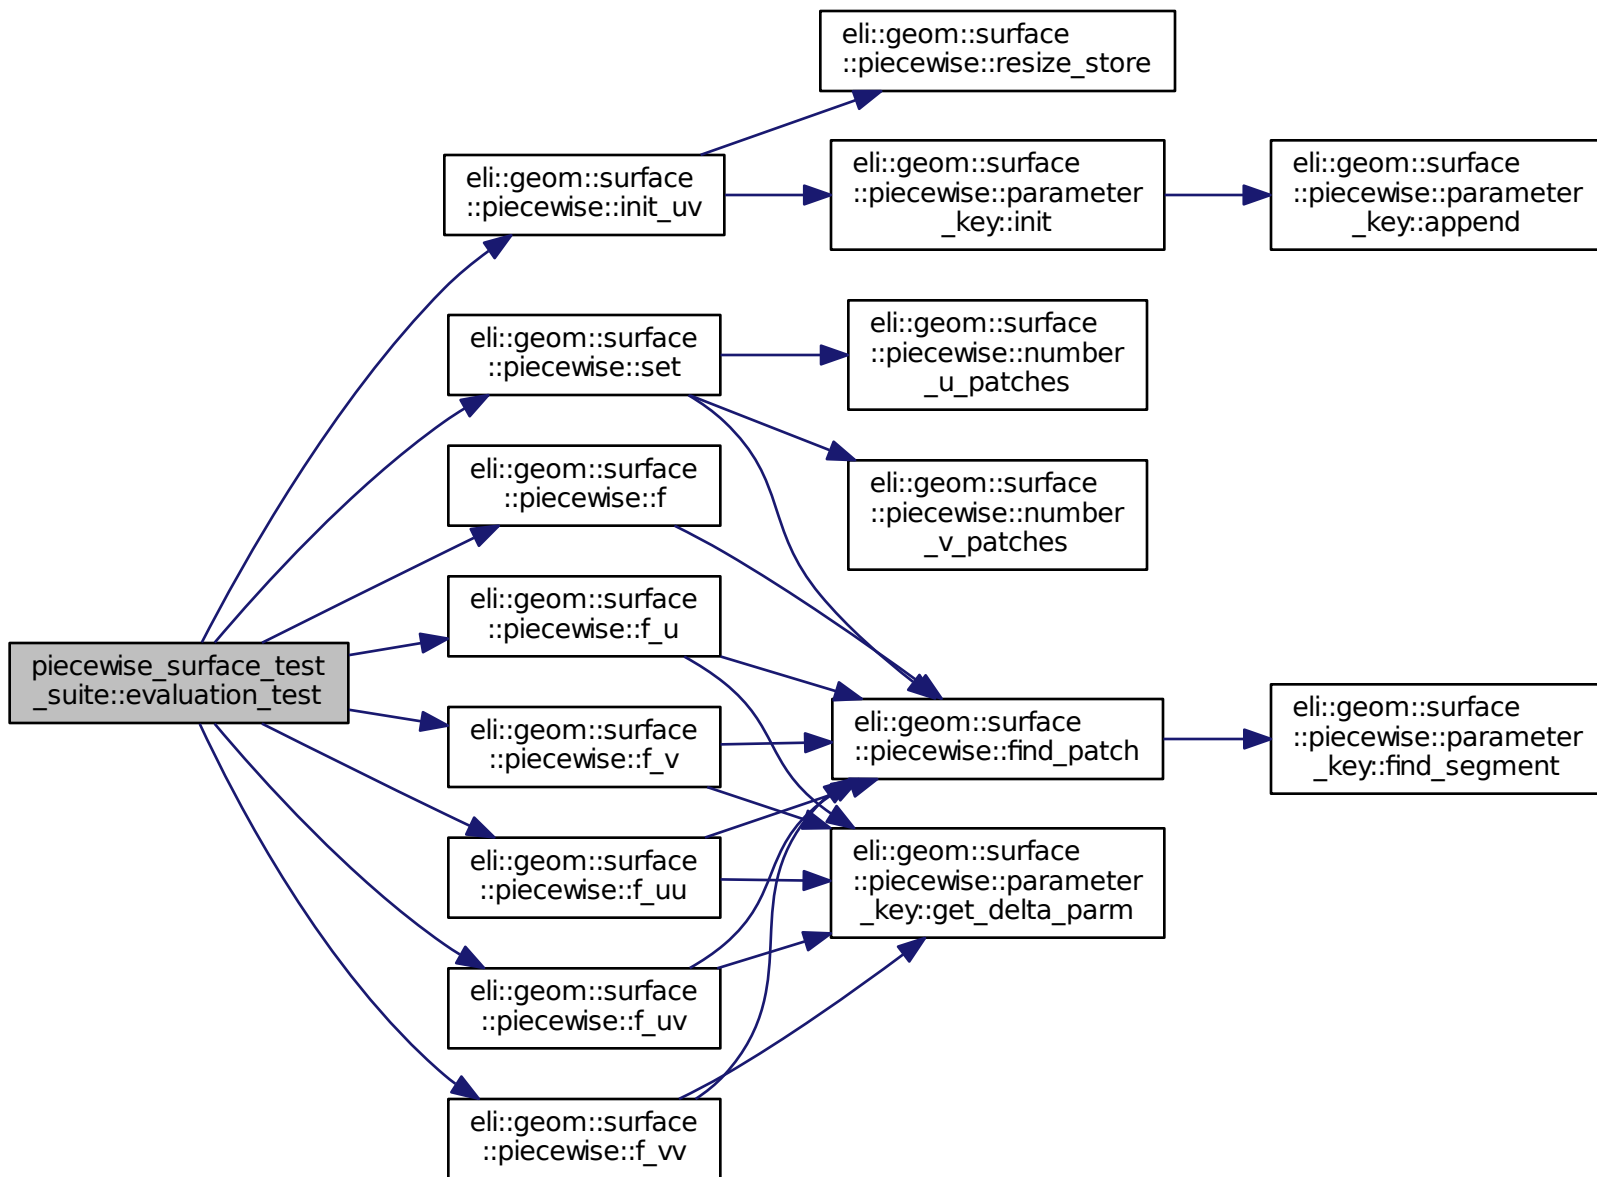 eli::geom::surface
::piecewise::resize_store
eli::geom::surface
::piecewise::init_uv
eli::geom::surface
::piecewise::parameter
_key::init
eli::geom::surface
::piecewise::parameter
_key::append
eli::geom::surface
::piecewise::set
eli::geom::surface
::piecewise::number
_u_patches
eli::geom::surface
::piecewise::f
eli::geom::surface
::piecewise::number
_v_patches
eli::geom::surface
::piecewise::f_u
piecewise_surface_test
_suite::evaluation_test
eli::geom::surface
::piecewise::f_v
eli::geom::surface
::piecewise::find_patch
eli::geom::surface
::piecewise::parameter
_key::find_segment
eli::geom::surface
::piecewise::f_uu
eli::geom::surface
::piecewise::parameter
_key::get_delta_parm
eli::geom::surface
::piecewise::f_uv
eli::geom::surface
::piecewise::f_vv